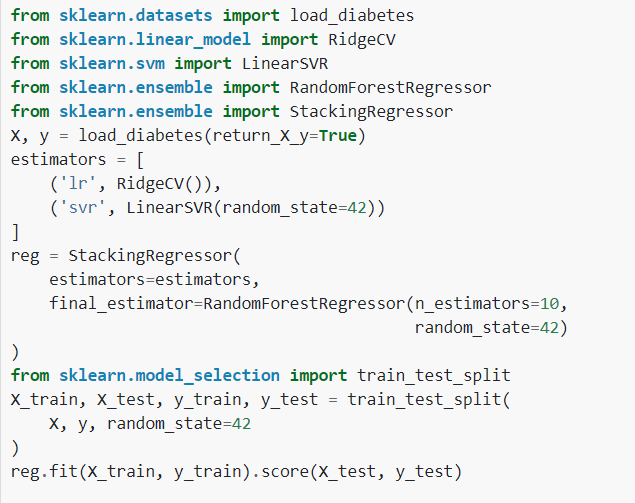 from sklearn.datasets import load_diabetes
from sklearn.linear_model import RidgeCV
from sklearn.svm import LinearSVR
from sklearn.ensemble import RandomForestRegressor
from sklearn.ensemble import StackingRegressor
X, y = load_diabetes(return_X_y=True)
estimators = [
    ('lr', RidgeCV()),
    ('svr', LinearSVR(random_state=42))
]
reg = StackingRegressor(
    estimators=estimators,
    final_estimator=RandomForestRegressor(n_estimators=10,
                                          random_state=42)
)
from sklearn.model_selection import train_test_split
X_train, X_test, y_train, y_test = train_test_split(
    X, y, random_state=42
)
reg.fit(X_train, y_train).score(X_test, y_test)